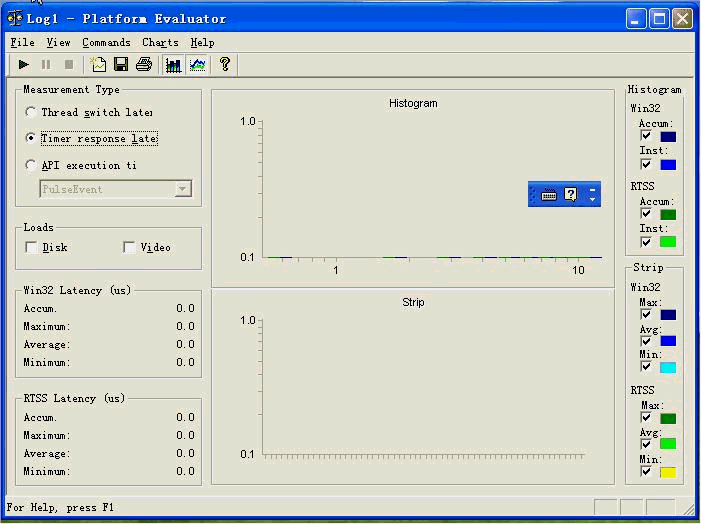 Log1 - Platform Evaluator
File View Commands Charts Help
Measurement Type
Thread switch later
Timer response late
API execution ti
PulseEvent
Loads
Disk Video
Win32 Latency (us)
Accum. 0.0
Maximum: 0.0
Average: 0.0
Minimum: 0.0
RTSS Latency (us)
Accum. 0.0
Maximum: 0.0
Average: 0.0
Minimum: 0.0
Histogram
1.0
0.1
1 10
Strip
1.0
0.1
Histogram
Win32
Accum:
Inst:
RTSS
Accum:
Inst:
Strip
Win32
Max:
Avg:
Min:
RTSS
Max:
Avg:
Min:
For Help, press F1